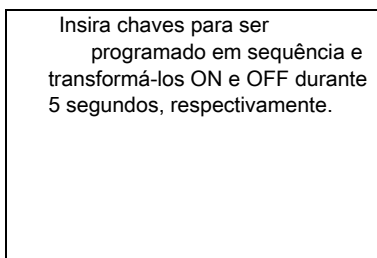 Insira chaves para ser
programado em sequência e
transformá-los ON e OFF durante
5 segundos, respectivamente.